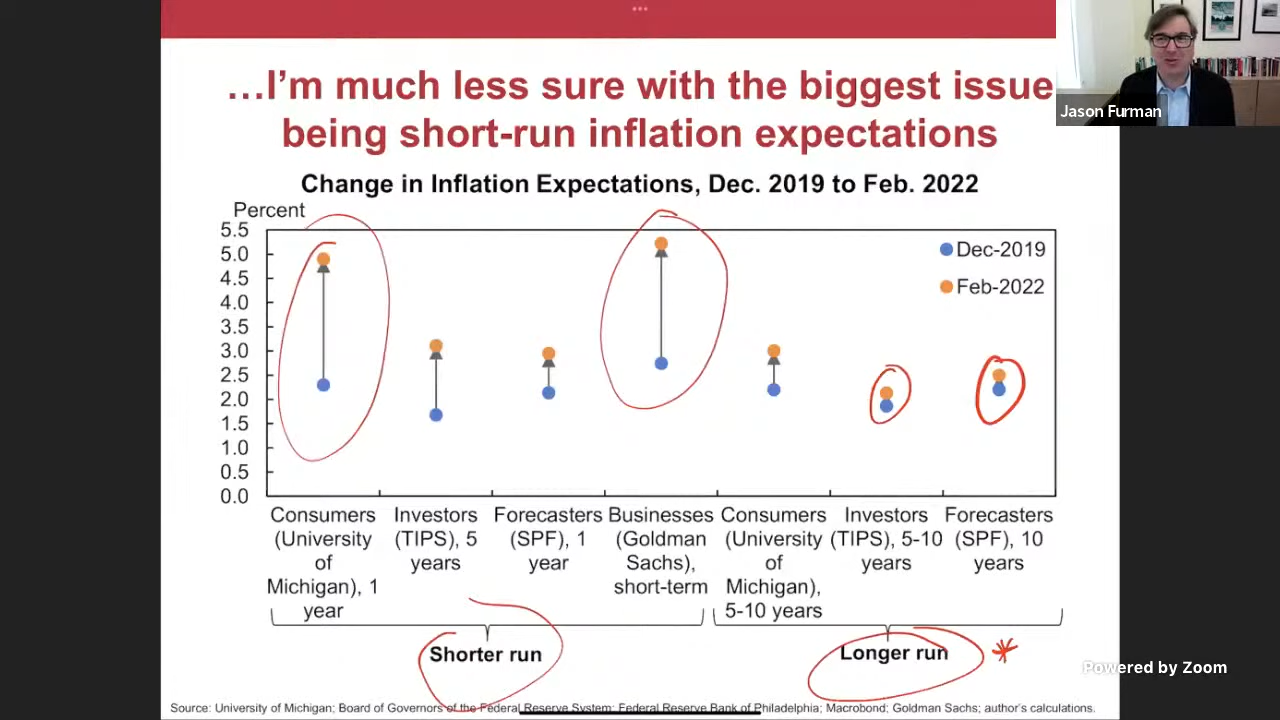 …I'm much less sure with the biggest issue
being short-run inflation expectations
Jason Furman
Change in Inflation Expectations, Dec. 2019 to Feb. 2022
Percent
5.5
5.0
4.5
4.0
3.5
3.0
2.5
2.0
1.5
1.0
0.5
0.0
Dec-2019
Feb-2022
Consumers
(University
of
Michigan), 1
year
Investors
(TIPS), 5
years
Forecasters
(SPF), 1
year
Businesses
(Goldman
Sachs),
short-term
Consumers
(University
of
Michigan),
5-10 years
Investors
(TIPS), 5-10
years
Forecasters
(SPF), 10
years
Shorter run
Longer run
Powered by Zoom
Source: University of Michigan; Board of Governors of the Federal Reserve System; Federal Reserve Bank of Philadelphia; Macrobond; Goldman Sachs; author's calculations.